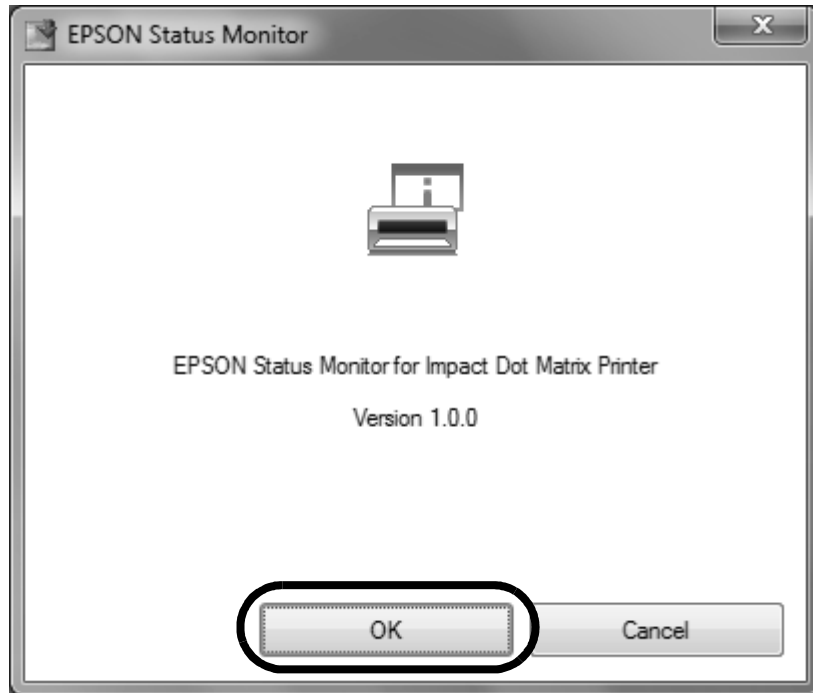 EPSON Status Monitor
EPSON Status Monitor for Impact Dot Matrix Printer
Version 1.0.0
OK
Cancel